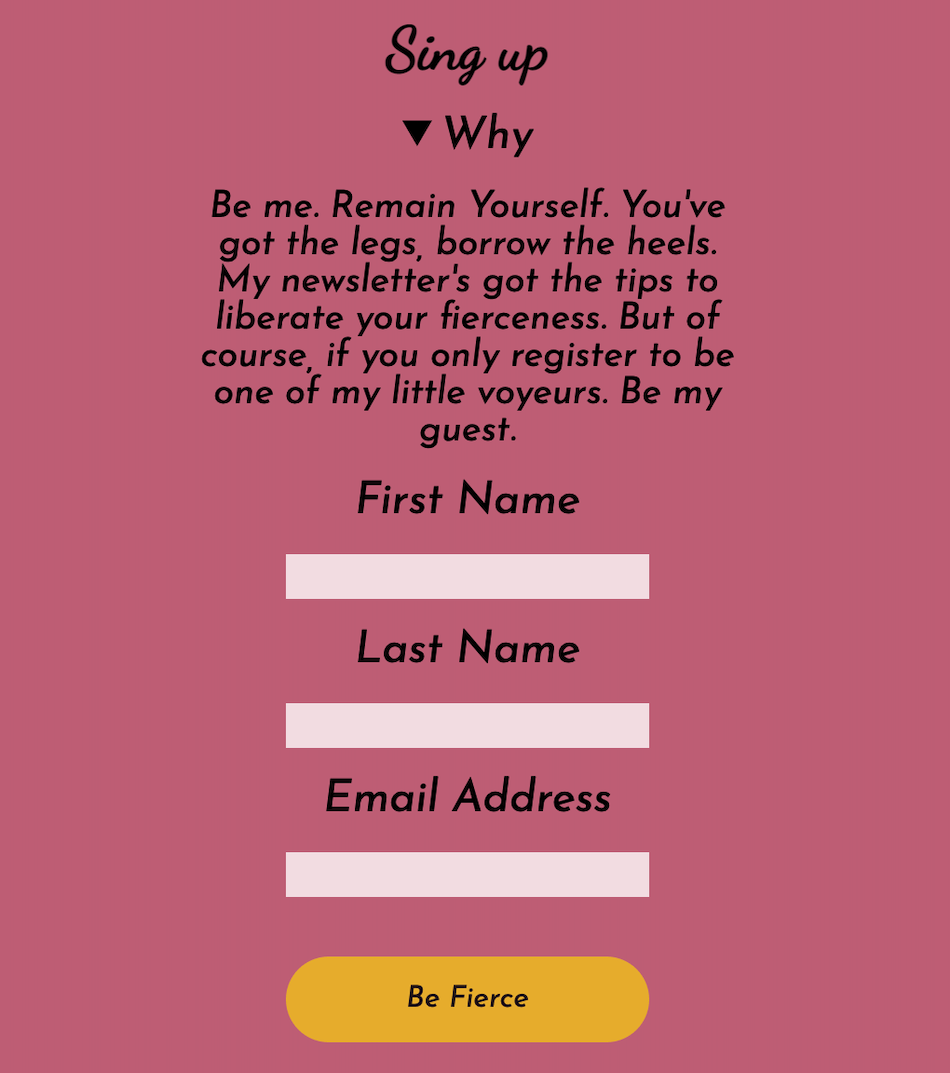 Sing up
Why
Be me. Remain Yourself. You've
got the legs, borrow the heels.
My newsletter's got the tips to
liberate your fierceness. But of
course, if you only register to be
one of my little voyeurs. Be my
guest.
First Name
Last Name
Email Address
Be Fierce